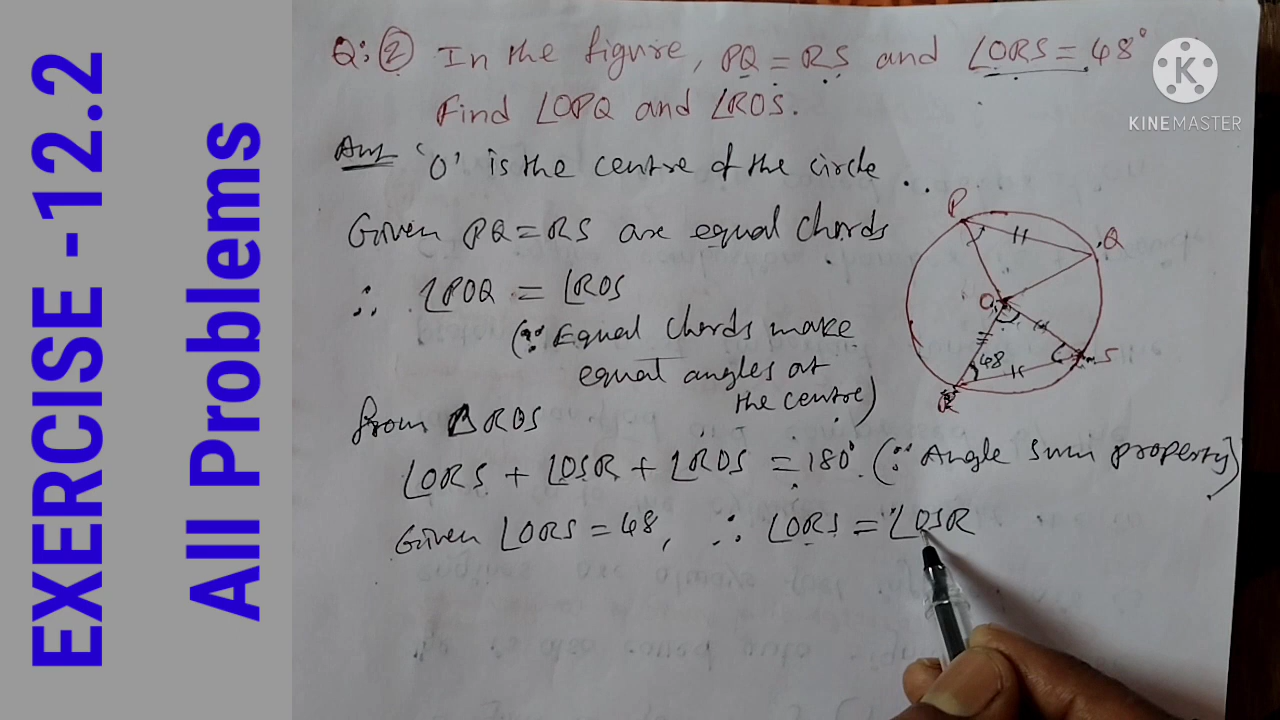 EXERCISE -12.2
All Problems
Q:② In the figure, PQ = RS and ∠ORS = 48°
Find ∠OPQ and ∠ROS.
KINEMASTER
Ans 'O' is the centre of the circle
Given PQ = RS are equal chords
∴ ∠POQ = ∠ROS
(∵ Equal chords make
equal angles at
the centre)
from ΔROS
∠ORS + ∠OSR + ∠ROS = 180° (∵ Angle sum property)
Given ∠ORS = 48, ∴ ∠ORS = ∠OSR
P
Q
O
S
48
R